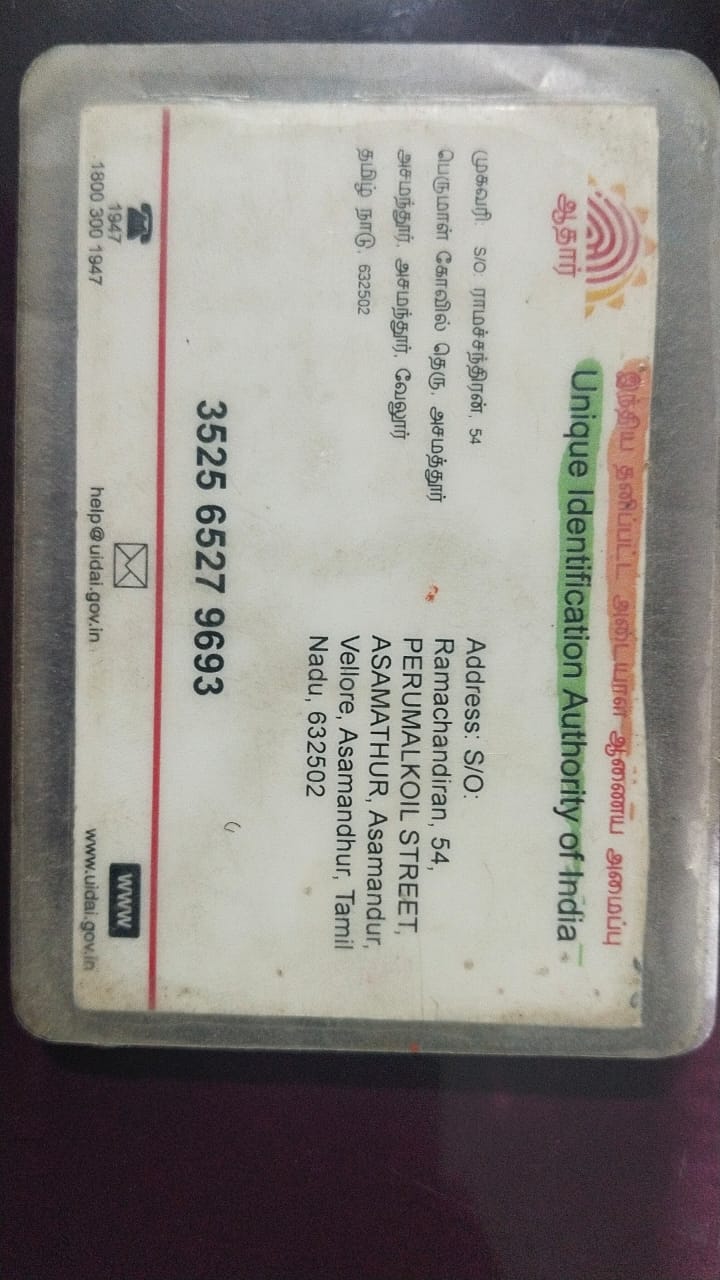 இந்திய தனிப்பட்ட அடையாள ஆணைய அமைப்பு
Unique Identification Authority of India
ஆதார்
முகவரி: S/O: ராமச்சந்திரன், 54
பெருமாள் கோவில் தெரு, அசமத்தூர்
அசமந்தூர், அசமந்தூர், வேலூர்
தமிழ் நாடு, 632502
Address: S/O:
Ramachandiran, 54,
PERUMALKOIL STREET,
ASAMATHUR, Asamandur,
Vellore, Asamandhur, Tamil
Nadu, 632502
3525 6527 9693
1947
1800 300 1947
help@uidai.gov.in
www
www.uidai.gov.in